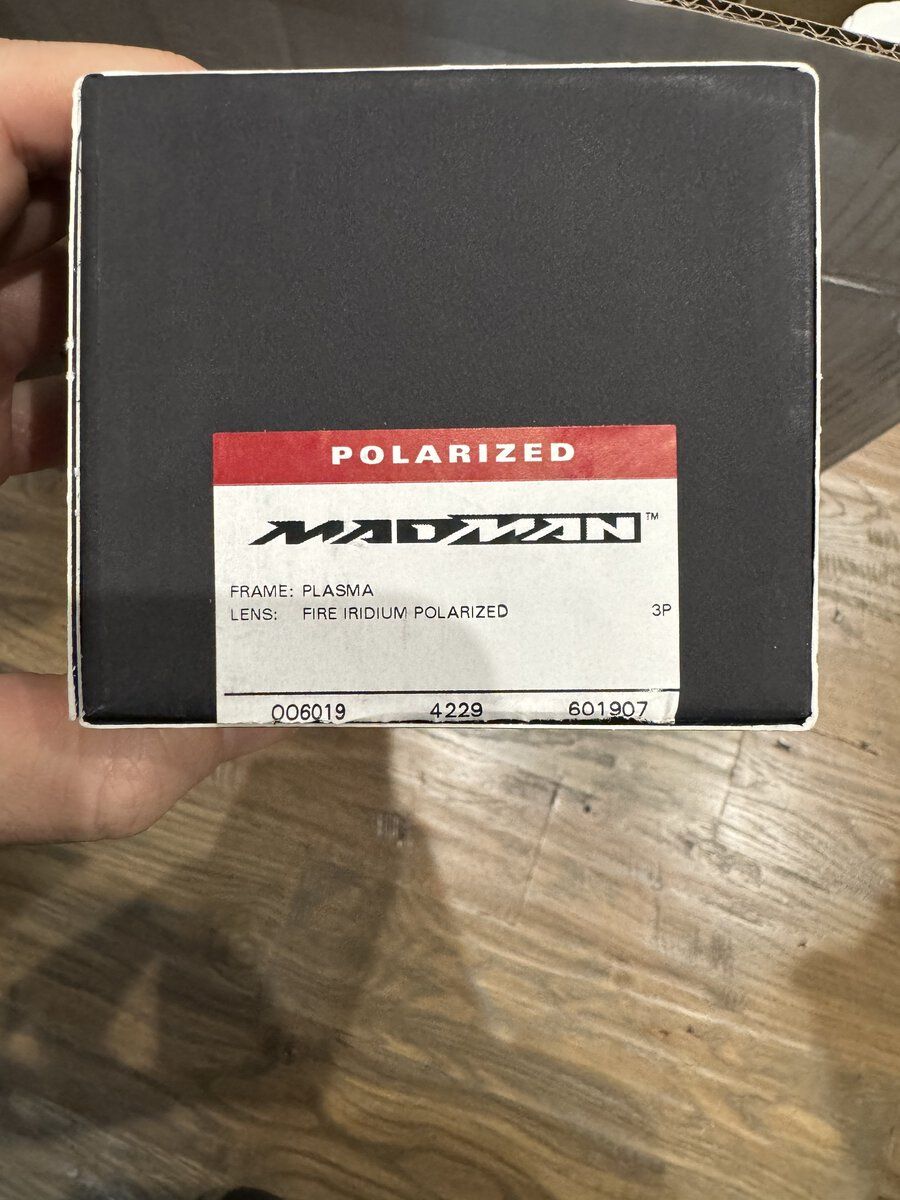 POLARIZED
MADMAN™
FRAME: PLASMA
LENS: FIRE IRIDIUM POLARIZED 3P
006019 4229 601907